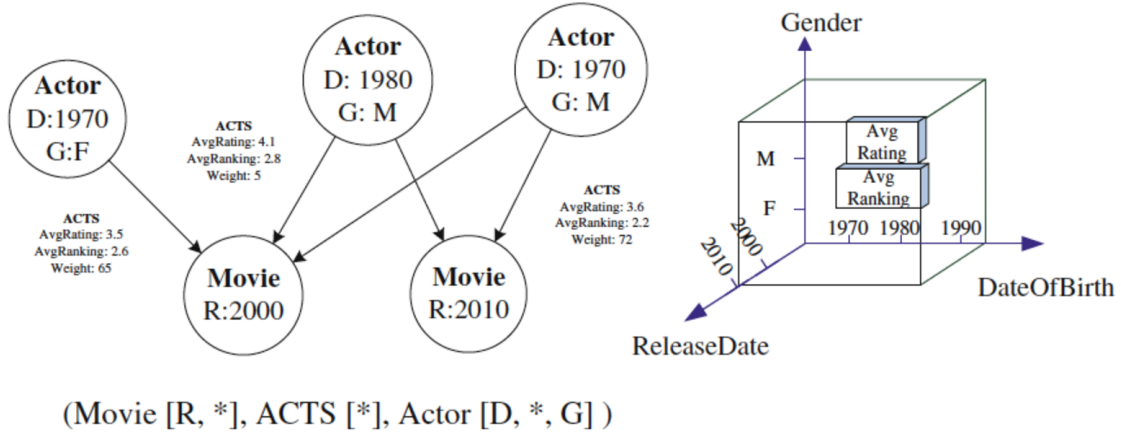 Actor
D:1970
G:F
Actor
D: 1980
G: M
Actor
D: 1970
G: M
ACTS
AvgRating: 4.1
AvgRanking: 2.8
Weight: 5
ACTS
AvgRating: 3.5
AvgRanking: 2.6
Weight: 65
ACTS
AvgRating: 3.6
AvgRanking: 2.2
Weight: 72
Movie
R:2000
Movie
R:2010
(Movie [R, *], ACTS [*], Actor [D, *, G] )
Gender
M
F
Avg
Rating
Avg
Ranking
1970 1980 1990
2000
2010
DateOfBirth
ReleaseDate